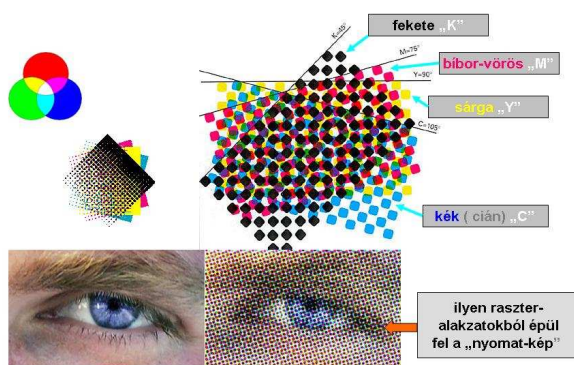 fekete „K”
K=45°
M=75°
bíbor-vörös „M”
Y=90°
sárga „Y”
C=105°
kék ( cián) „C”
ilyen raszter-
alakzatokból épül
fel a „nyomat-kép”